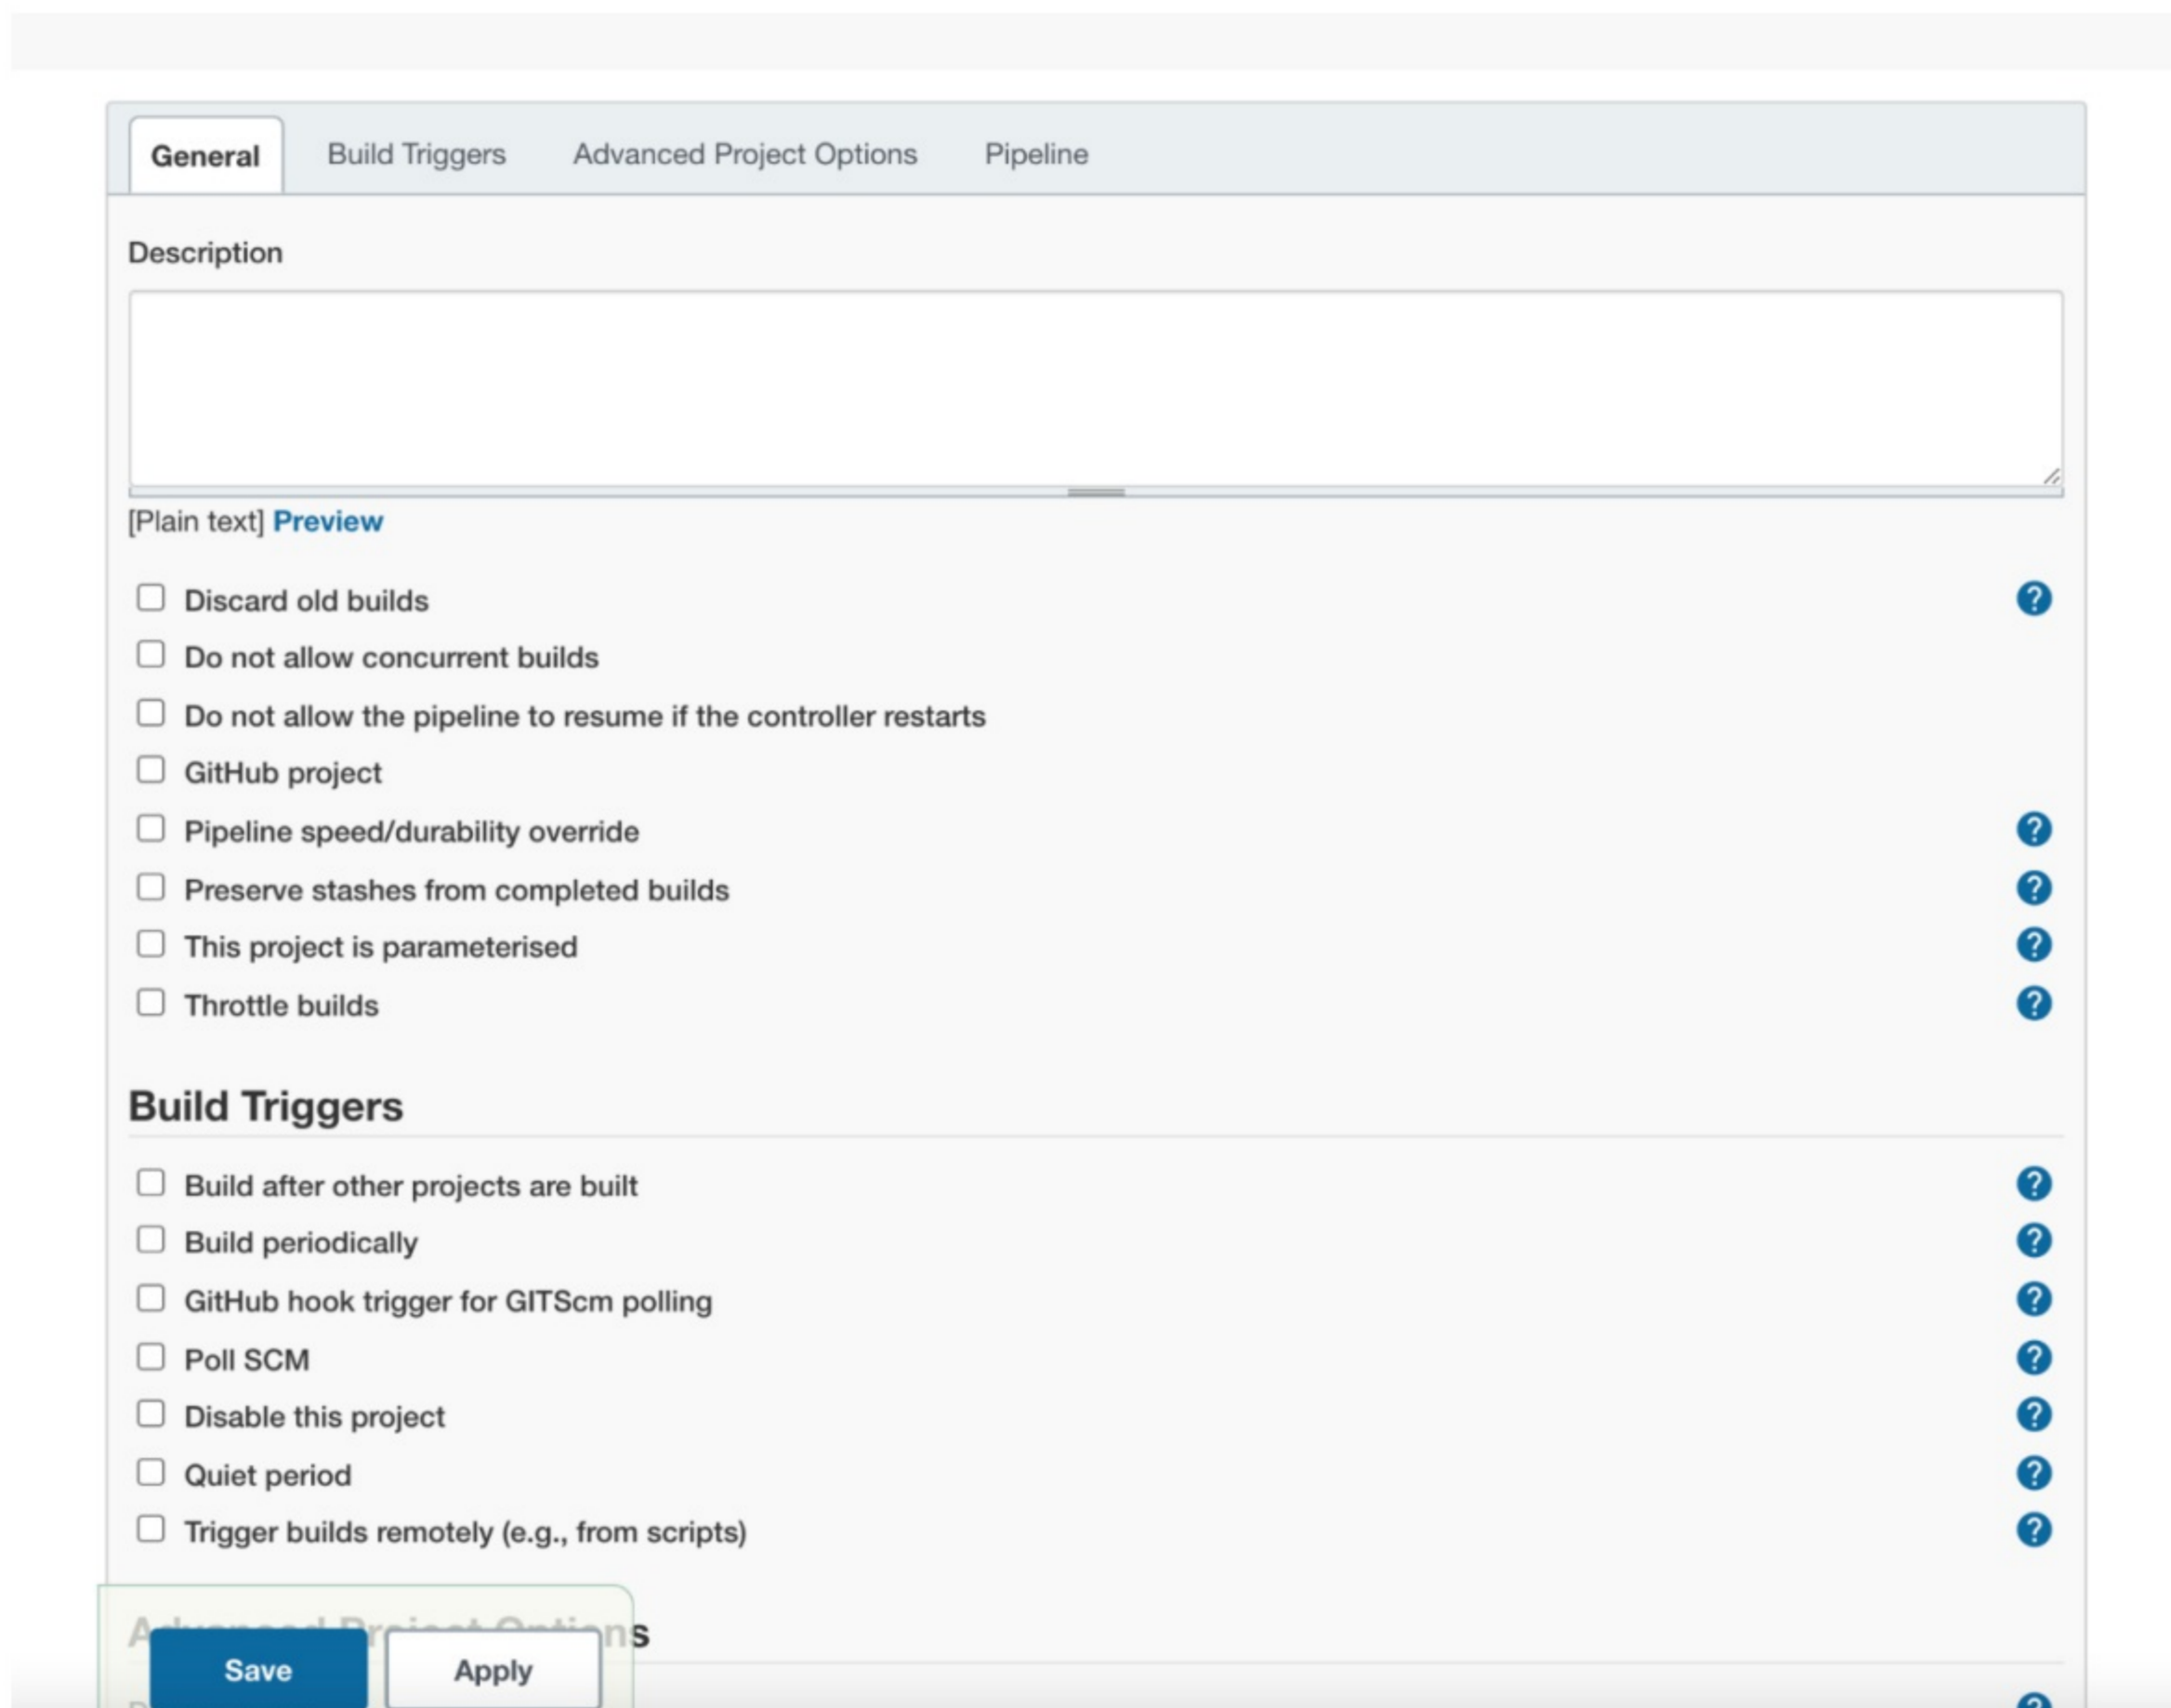 General Build Triggers Advanced Project Options Pipeline
Description
[Plain text] Preview
Discard old builds
Do not allow concurrent builds
Do not allow the pipeline to resume if the controller restarts
GitHub project
Pipeline speed/durability override
Preserve stashes from completed builds
This project is parameterised
Throttle builds
Build Triggers
Build after other projects are built
Build periodically
GitHub hook trigger for GITScm polling
Poll SCM
Disable this project
Quiet period
Trigger builds remotely (e.g., from scripts)
Advanced Project Options
Save Apply